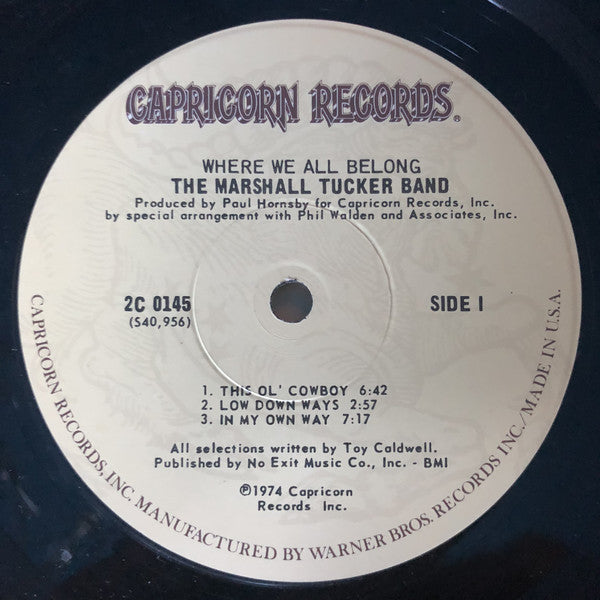 CAPRICORN RECORDS®
WHERE WE ALL BELONG
THE MARSHALL TUCKER BAND
Produced by Paul Hornsby for Capricorn Records, Inc.
by special arrangement with Phil Walden and Associates, Inc.
2C 0145
(S40,956)
SIDE I
1. THIS OL' COWBOY 6:42
2. LOW DOWN WAYS 2:57
3. IN MY OWN WAY 7:17
All selections written by Toy Caldwell.
Published by No Exit Music Co., Inc. - BMI
℗1974 Capricorn
Records Inc.
CAPRICORN RECORDS, INC. MANUFACTURED BY WARNER BROS. RECORDS INC./MADE IN U.S.A.